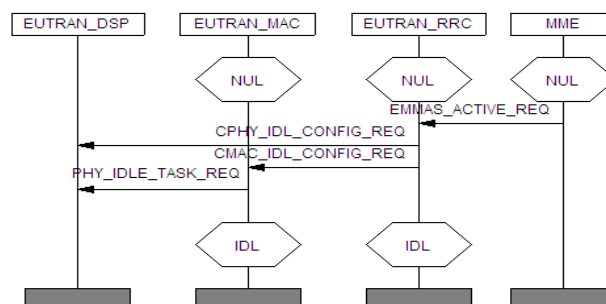 EUTRAN_DSP EUTRAN_MAC EUTRAN_RRC MME
NUL NUL NUL
EMMAS_ACTIVE_REQ
CPHY_IDL_CONFIG_REQ
CMAC_IDL_CONFIG_REQ
PHY_IDLE_TASK_REQ
IDL IDL